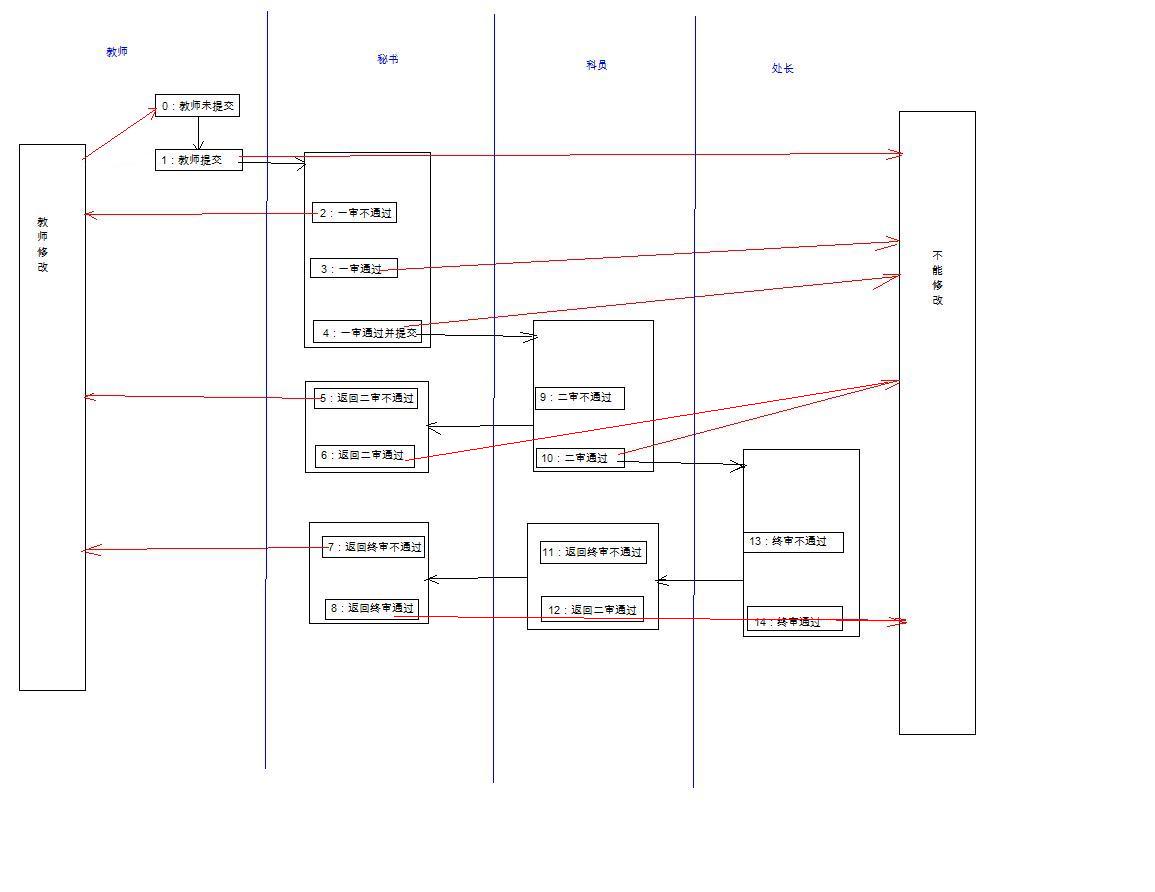 教师
秘书
科员
处长
0：教师未提交
1：教师提交
2：一审不通过
教师修改
3：一审通过
不能修改
4：一审通过并提交
5：返回二审不通过
9：二审不通过
6：返回二审通过
10：二审通过
13：终审不通过
7：返回终审不通过
11：返回终审不通过
8：返回终审通过
12：返回二审通过
14：终审通过